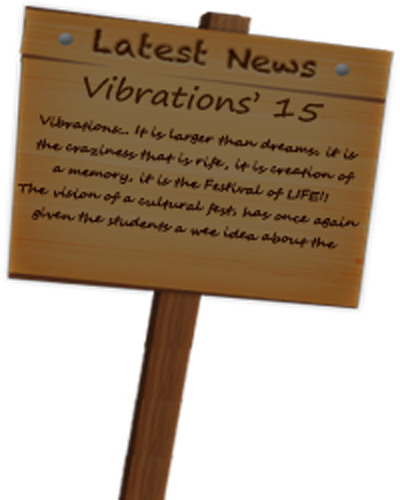 Latest News
Vibrations' 15
Vibrations:. It is larger than dreams, it is
the craziness that is rife, it is creation of
a memory, it is the Festival of LIFE!!
The vision of a cultural fest, has once again
given the students a wee idea about the